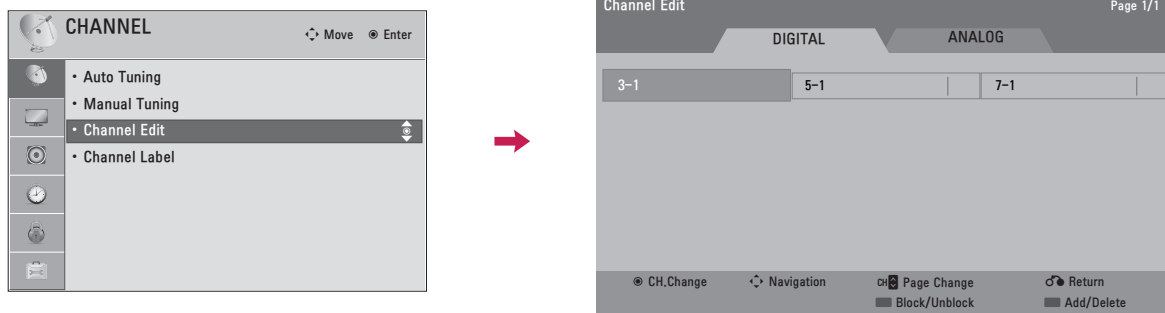 CHANNEL
Move Enter
• Auto Tuning
• Manual Tuning
• Channel Edit
• Channel Label
Channel Edit Page 1/1
DIGITAL ANALOG
3-1 5-1 7-1
CH.Change Navigation CH Page Change Return
Block/Unblock Add/Delete